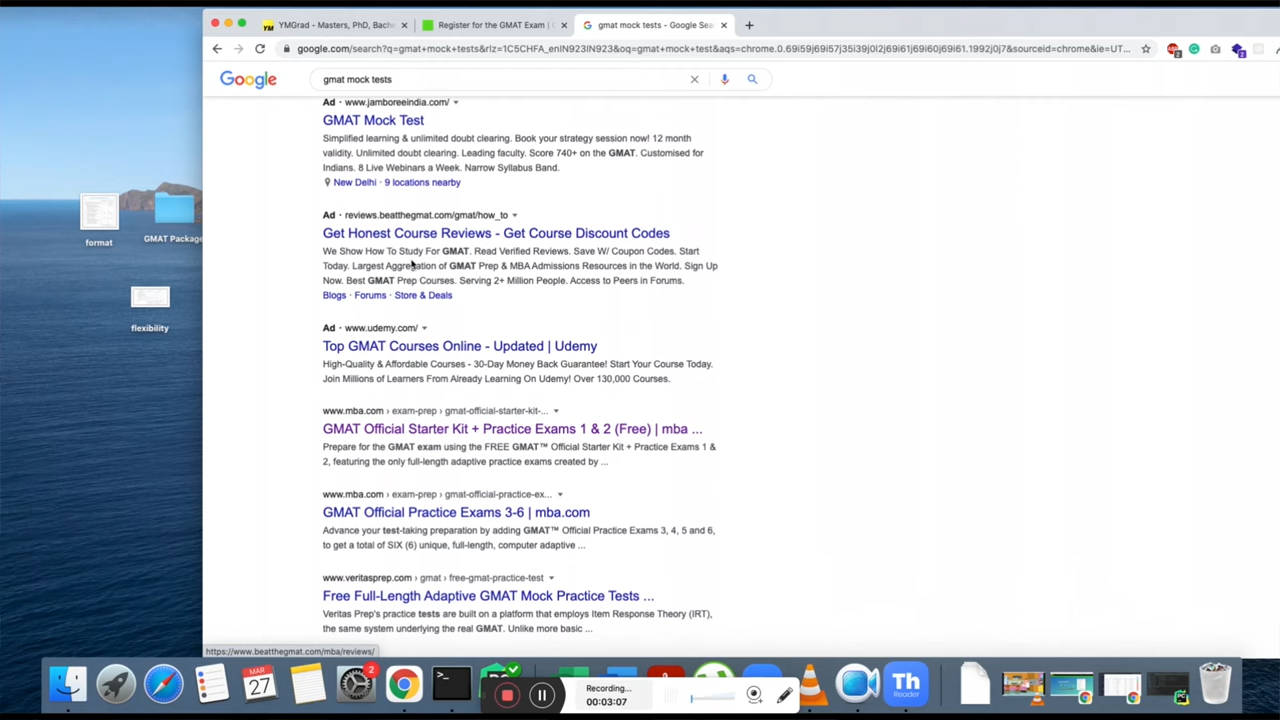 YMGrad - Masters, PhD, Bach
Register for the GMAT Exam |
gmat mock tests - Google Sea
google.com/search?q=gmat+mock+tests&rlz=1C5CHFA_enIN923IN923&oq=gmat+mock+test&aqs=chrome.0.69i59j69i57j35i39j0l2j69i61j69i60j69i61.1992j0j7&sourceid=chrome&ie=UT...
Google
gmat mock tests
Ad · www.jamboreeindia.com/
GMAT Mock Test
Simplified learning & unlimited doubt clearing. Book your strategy session now! 12 month
validity. Unlimited doubt clearing. Leading faculty. Score 740+ on the GMAT. Customised for
Indians. 8 Live Webinars a Week. Narrow Syllabus Band.
New Delhi · 9 locations nearby
Ad · reviews.beatthegmat.com/gmat/how_to
Get Honest Course Reviews - Get Course Discount Codes
We Show How To Study For GMAT. Read Verified Reviews. Save W/ Coupon Codes. Start
Today. Largest Aggregation of GMAT Prep & MBA Admissions Resources in the World. Sign Up
Now. Best GMAT Prep Courses. Serving 2+ Million People. Access to Peers in Forums.
Blogs · Forums · Store & Deals
Ad · www.udemy.com/
Top GMAT Courses Online - Updated | Udemy
High-Quality & Affordable Courses - 30-Day Money Back Guarantee! Start Your Course Today.
Join Millions of Learners From Already Learning On Udemy! Over 130,000 Courses.
www.mba.com › exam-prep › gmat-official-starter-kit-...
GMAT Official Starter Kit + Practice Exams 1 & 2 (Free) | mba ...
Prepare for the GMAT exam using the FREE GMAT™ Official Starter Kit + Practice Exams 1 &
2, featuring the only full-length adaptive practice exams created by ...
www.mba.com › exam-prep › gmat-official-practice-ex...
GMAT Official Practice Exams 3-6 | mba.com
Advance your test-taking preparation by adding GMAT™ Official Practice Exams 3, 4, 5 and 6,
to get a total of SIX (6) unique, full-length, computer adaptive ...
www.veritasprep.com › gmat › free-gmat-practice-test
Free Full-Length Adaptive GMAT Mock Practice Tests ...
Veritas Prep's practice tests are built on a platform that employs Item Response Theory (IRT),
the same system underlying the real GMAT. Unlike more basic ...
https://www.beatthegmat.com/mba/reviews/
format
GMAT Package
flexibility
MAR
27
2
Recording...
00:03:07
Th
Reader